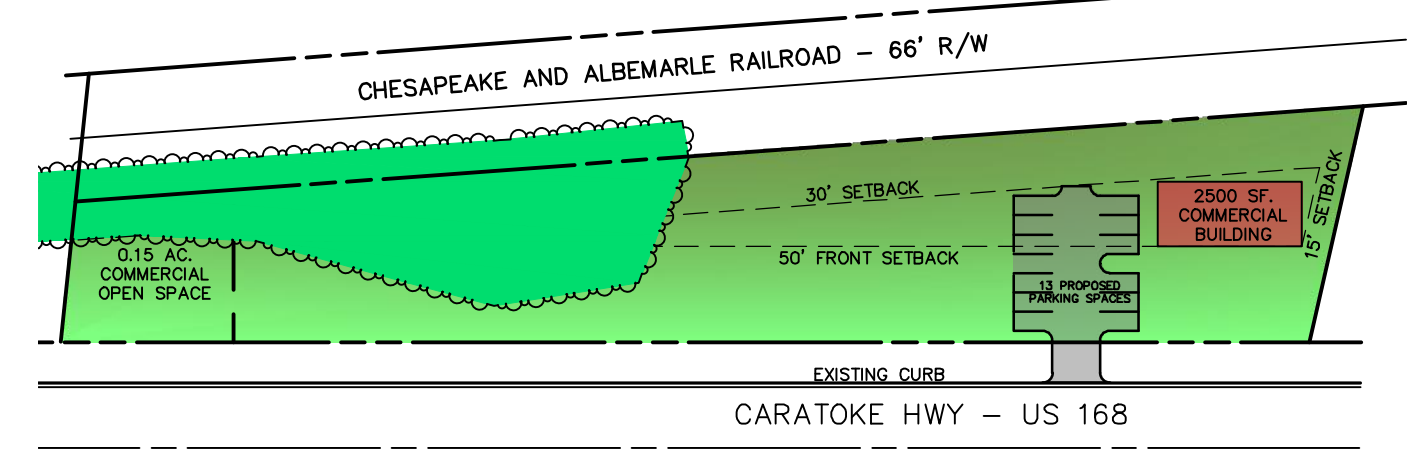 CHESAPEAKE AND ALBEMARLE RAILROAD – 66' R/W
30' SETBACK
15' SETBACK
2500 SF.
COMMERCIAL
BUILDING
0.15 AC.
COMMERCIAL
OPEN SPACE
50' FRONT SETBACK
13 PROPOSED
PARKING SPACES
EXISTING CURB
CARATOKE HWY – US 168